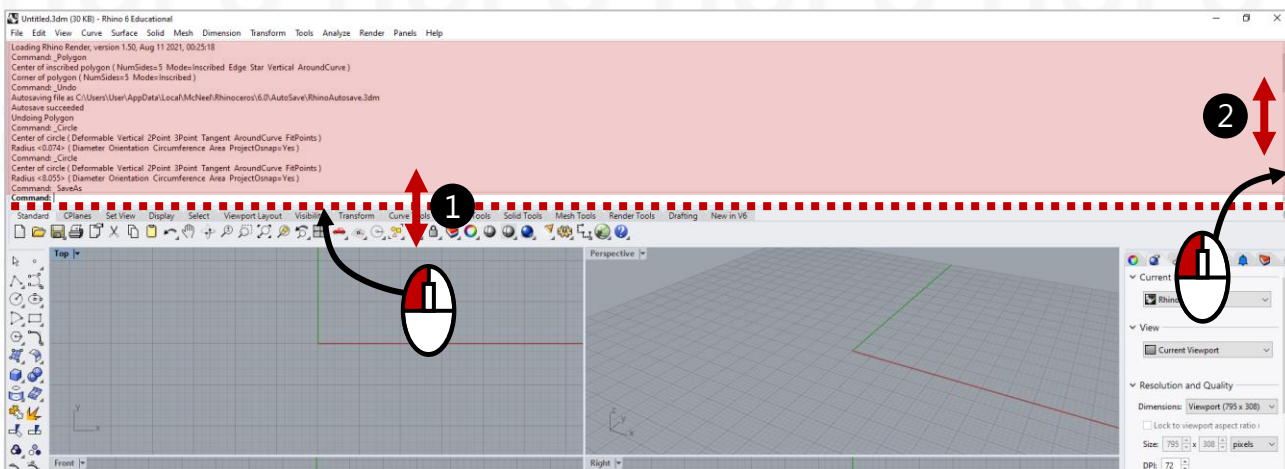 Untitled.3dm (30 KB) - Rhino 6 Educational
File Edit View Curve Surface Solid Mesh Dimension Transform Tools Analyze Render Panels Help
Loading Rhino Render, version 1.50, Aug 11 2021, 00:25:18
Command: _Polygon
Center of inscribed polygon ( NumSides=5 Mode=Inscribed Edge Star Vertical AroundCurve )
Corner of polygon ( NumSides=5 Mode=Inscribed )
Command: _Undo
Autosaving file as C:\Users\User\AppData\Local\McNeel\Rhinoceros\6.0\AutoSave\RhinoAutosave.3dm
Autosave succeeded
Undoing Polygon
Command: _Circle
Center of circle ( Deformable Vertical 2Point 3Point Tangent AroundCurve FitPoints )
Radius <0.074> ( Diameter Orientation Circumference Area ProjectOsnap=Yes )
Command: _Circle
Center of circle ( Deformable Vertical 2Point 3Point Tangent AroundCurve FitPoints )
Radius <8.055> ( Diameter Orientation Circumference Area ProjectOsnap=Yes )
Command: _SaveAs
Command:
2
1
Standard CPlanes Set View Display Select Viewport Layout Transform Curve Tools Solid Tools Mesh Tools Render Tools Drafting New in V6
Top
Perspective
Current
Rhino
View
Current Viewport
Resolution and Quality
Dimensions: Viewport (795 x 308)
Lock to viewport aspect ratio
Size: 795 x 308 pixels
DPI: 72
y
x
z
y
x
Front
Right